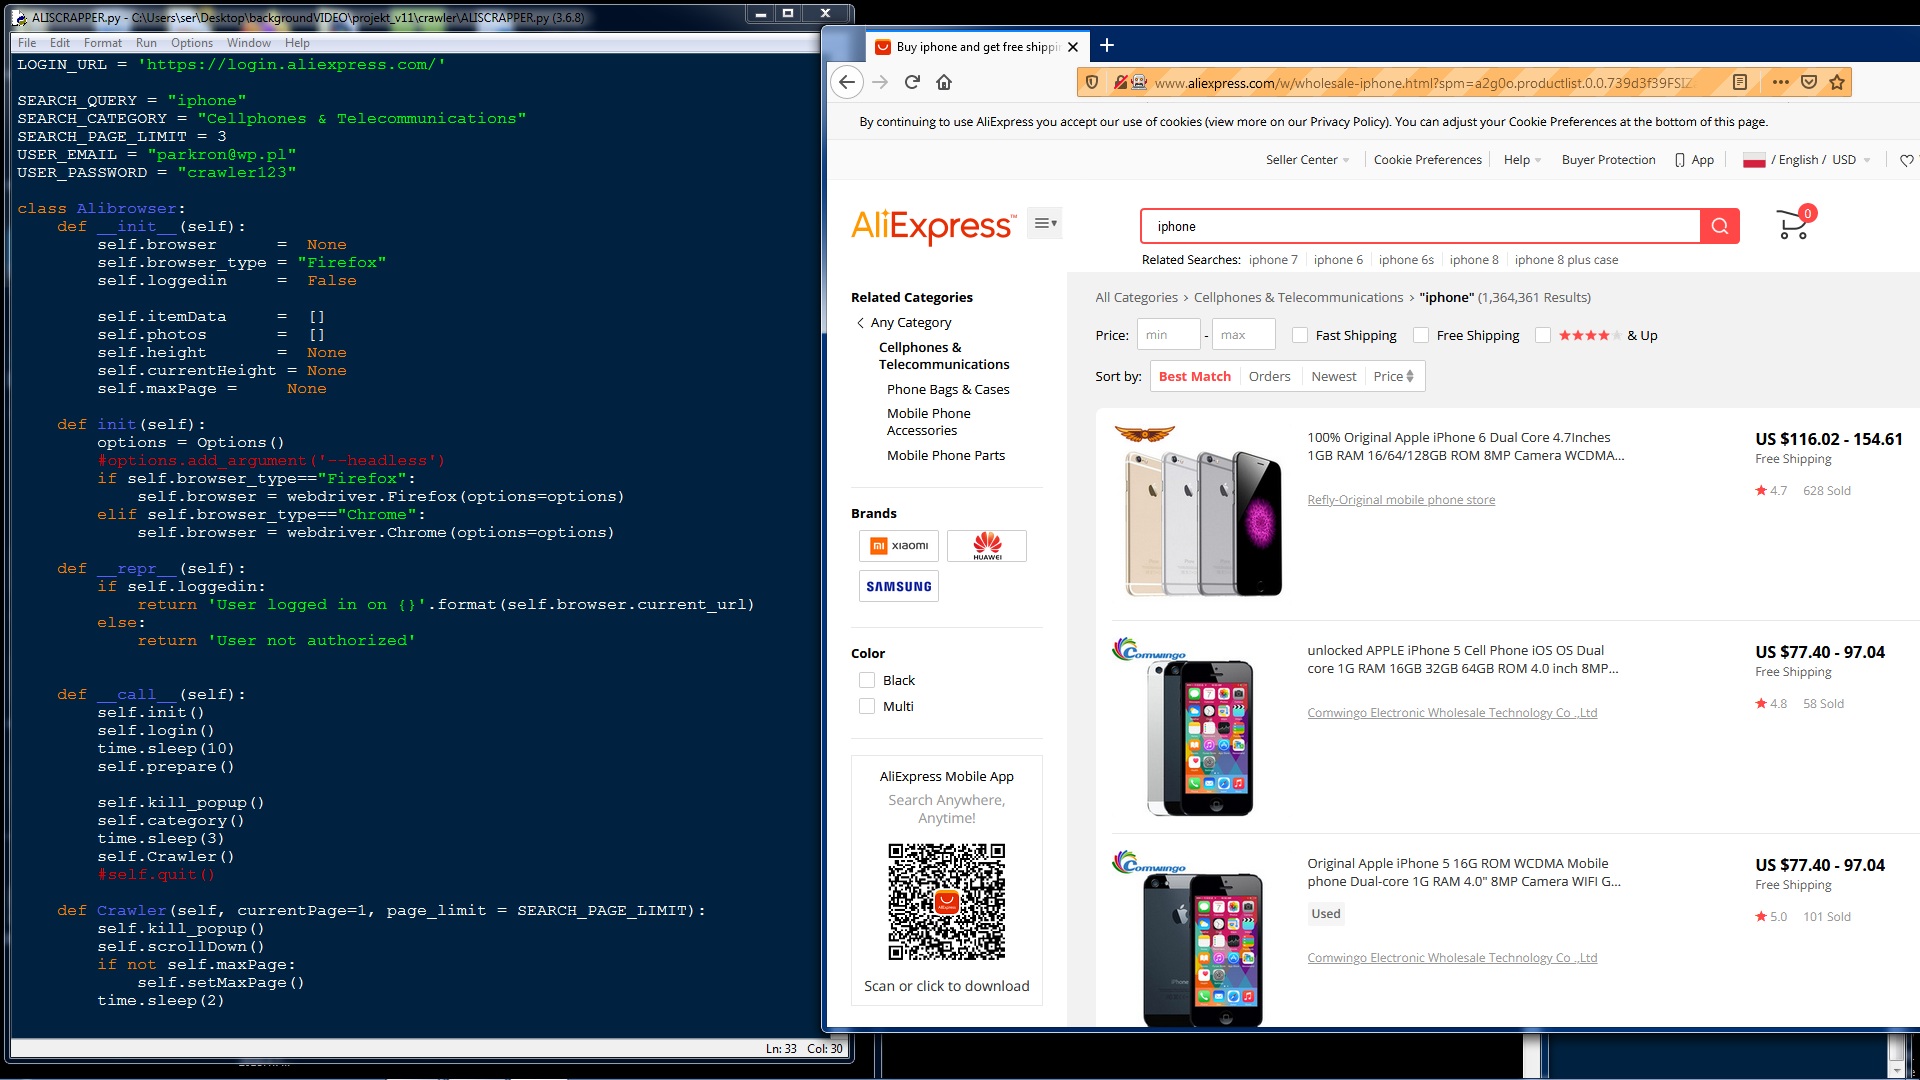 ALISCRAPPER.py - C:\Users\ser\Desktop\backgroundVIDEO\projekt_v11\crawler\ALISCRAPPER.py (3.6.8)
File Edit Format Run Options Window Help
LOGIN_URL = 'https://login.aliexpress.com/'
SEARCH_QUERY = "iphone"
SEARCH_CATEGORY = "Cellphones & Telecommunications"
SEARCH_PAGE_LIMIT = 3
USER_EMAIL = "parkron@wp.pl"
USER_PASSWORD = "crawler123"
class Alibrowser:
def __init__(self):
self.browser = None
self.browser_type = "Firefox"
self.loggedin = False
self.itemData = []
self.photos = []
self.height = None
self.currentHeight = None
self.maxPage = None
def init(self):
options = Options()
#options.add_argument('--headless')
if self.browser_type=="Firefox":
self.browser = webdriver.Firefox(options=options)
elif self.browser_type=="Chrome":
self.browser = webdriver.Chrome(options=options)
def __repr__(self):
if self.loggedin:
return 'User logged in on {}'.format(self.browser.current_url)
else:
return 'User not authorized'
def __call__(self):
self.init()
self.login()
time.sleep(10)
self.prepare()
self.kill_popup()
self.category()
time.sleep(3)
self.Crawler()
#self.quit()
def Crawler(self, currentPage=1, page_limit = SEARCH_PAGE_LIMIT):
self.kill_popup()
self.scrollDown()
if not self.maxPage:
self.setMaxPage()
time.sleep(2)
Ln: 33 Col: 30
Buy iphone and get free shippin
www.aliexpress.com/w/wholesale-iphone.html?spm=a2g0o.productlist.0.0.739d3f39FSIZ
By continuing to use AliExpress you accept our use of cookies (view more on our Privacy Policy). You can adjust your Cookie Preferences at the bottom of this page.
Seller Center Cookie Preferences Help Buyer Protection App / English / USD
AliExpress™
iphone
0
Related Searches: iphone 7 iphone 6 iphone 6s iphone 8 iphone 8 plus case
Related Categories
Any Category
Cellphones &
Telecommunications
Phone Bags & Cases
Mobile Phone
Accessories
Mobile Phone Parts
Brands
mi xiaomi
HUAWEI
SAMSUNG
Color
Black
Multi
AliExpress Mobile App
Search Anywhere,
Anytime!
Scan or click to download
All Categories > Cellphones & Telecommunications > "iphone" (1,364,361 Results)
Price: min - max Fast Shipping Free Shipping & Up
Sort by: Best Match Orders Newest Price
100% Original Apple iPhone 6 Dual Core 4.7Inches
1GB RAM 16/64/128GB ROM 8MP Camera WCDMA...
Refly-Original mobile phone store
US $116.02 - 154.61
Free Shipping
4.7 628 Sold
Comwingo
unlocked APPLE iPhone 5 Cell Phone iOS OS Dual
core 1G RAM 16GB 32GB 64GB ROM 4.0 inch 8MP...
Comwingo Electronic Wholesale Technology Co .,Ltd
US $77.40 - 97.04
Free Shipping
4.8 58 Sold
Comwingo
Original Apple iPhone 5 16G ROM WCDMA Mobile
phone Dual-core 1G RAM 4.0" 8MP Camera WIFI G...
Used
Comwingo Electronic Wholesale Technology Co .,Ltd
US $77.40 - 97.04
Free Shipping
5.0 101 Sold